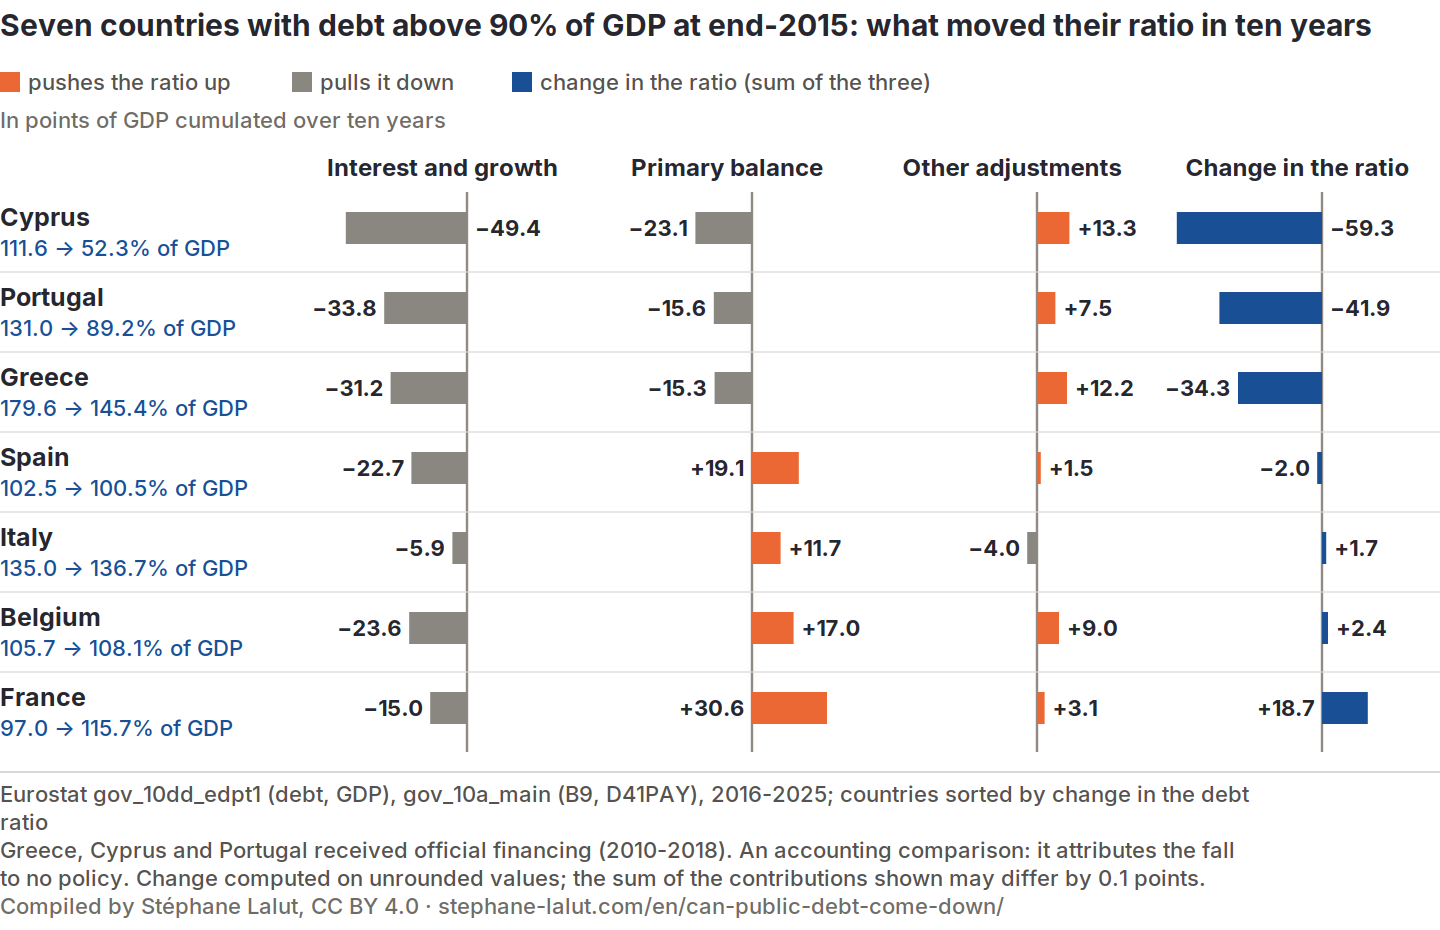 Seven countries with debt above 90% of GDP at end-2015: what moved their ratio in ten years
pushes the ratio up pulls it down change in the ratio (sum of the three)
In points of GDP cumulated over ten years
Interest and growth Primary balance Other adjustments Change in the ratio
Cyprus
111.6 → 52.3% of GDP
−49.4 −23.1 +13.3 −59.3
Portugal
131.0 → 89.2% of GDP
−33.8 −15.6 +7.5 −41.9
Greece
179.6 → 145.4% of GDP
−31.2 −15.3 +12.2 −34.3
Spain
102.5 → 100.5% of GDP
−22.7 +19.1 +1.5 −2.0
Italy
135.0 → 136.7% of GDP
−5.9 +11.7 −4.0 +1.7
Belgium
105.7 → 108.1% of GDP
−23.6 +17.0 +9.0 +2.4
France
97.0 → 115.7% of GDP
−15.0 +30.6 +3.1 +18.7
Eurostat gov_10dd_edpt1 (debt, GDP), gov_10a_main (B9, D41PAY), 2016-2025; countries sorted by change in the debt
ratio
Greece, Cyprus and Portugal received official financing (2010-2018). An accounting comparison: it attributes the fall
to no policy. Change computed on unrounded values; the sum of the contributions shown may differ by 0.1 points.
Compiled by Stéphane Lalut, CC BY 4.0 · stephane-lalut.com/en/can-public-debt-come-down/